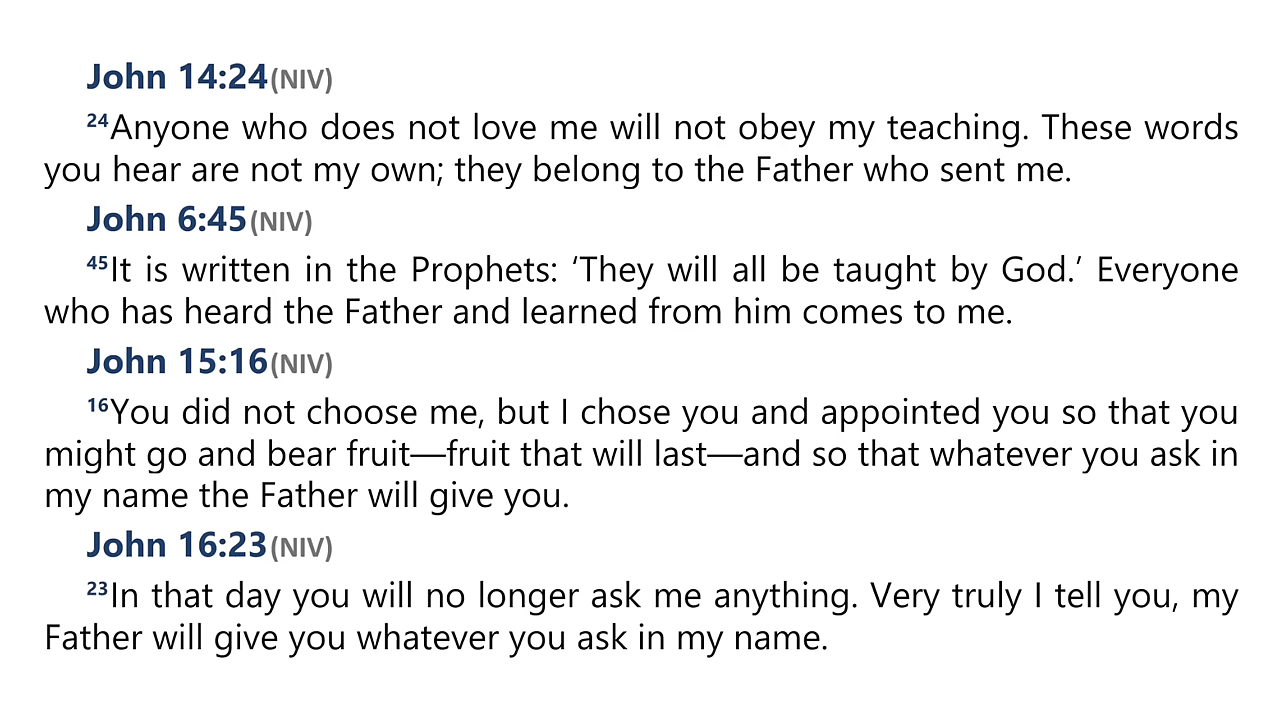 John 14:24(NIV)
24Anyone who does not love me will not obey my teaching. These words
you hear are not my own; they belong to the Father who sent me.
John 6:45(NIV)
45It is written in the Prophets: ‘They will all be taught by God.’ Everyone
who has heard the Father and learned from him comes to me.
John 15:16(NIV)
16You did not choose me, but I chose you and appointed you so that you
might go and bear fruit—fruit that will last—and so that whatever you ask in
my name the Father will give you.
John 16:23(NIV)
23In that day you will no longer ask me anything. Very truly I tell you, my
Father will give you whatever you ask in my name.